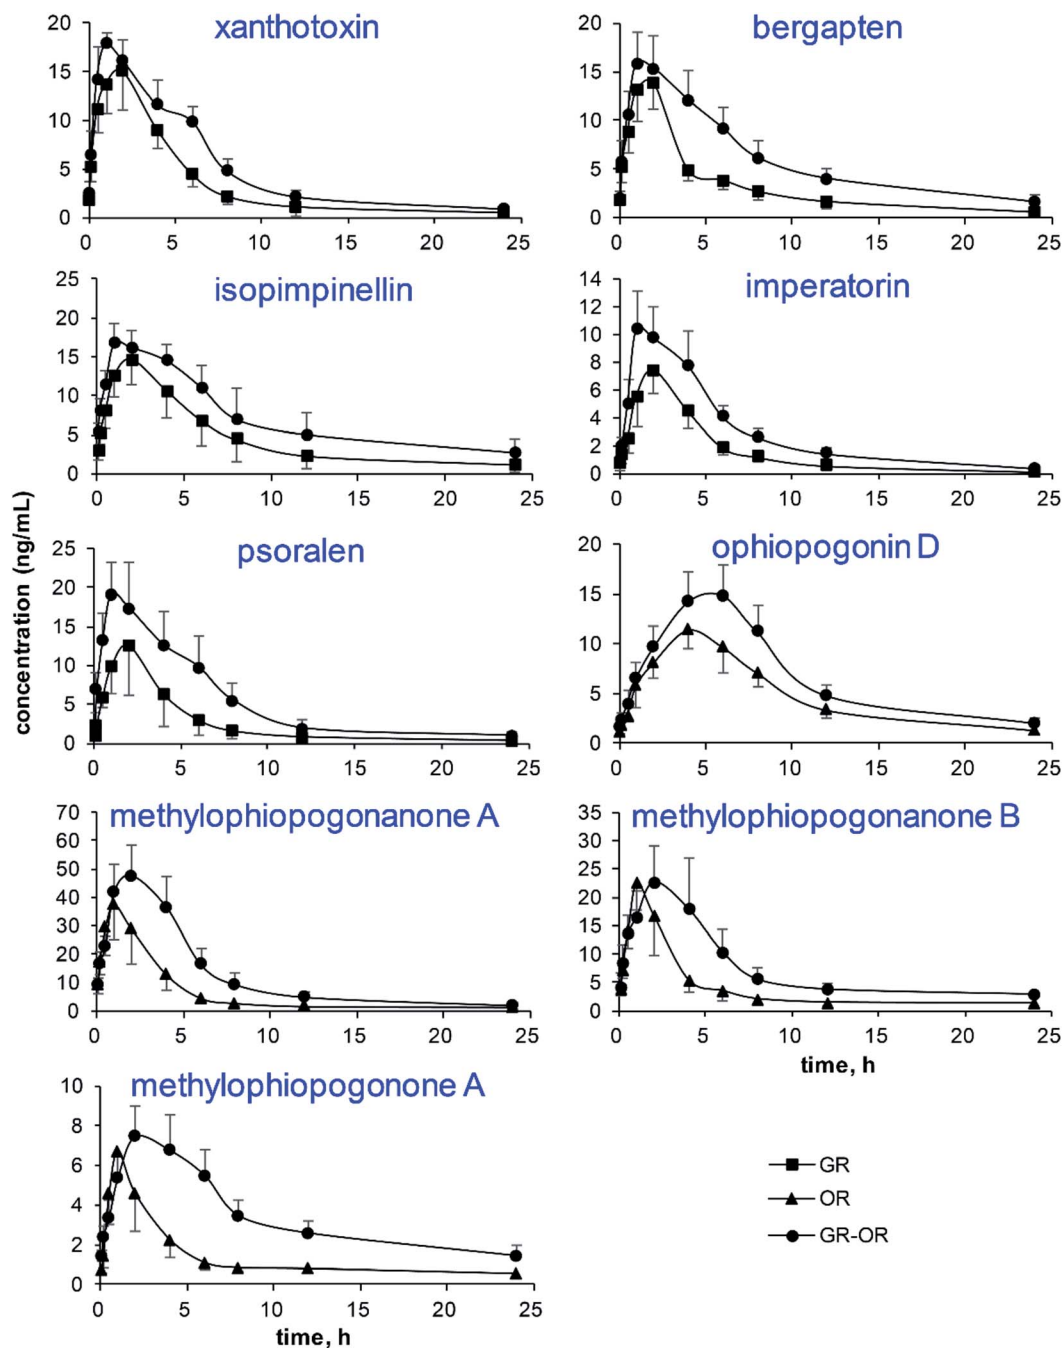 xanthotoxin
20
15
10
5
0
0 5 10 15 20 25
bergapten
20
15
10
5
0
0 5 10 15 20 25
isopimpinellin
25
20
15
10
5
0
0 5 10 15 20 25
imperatorin
14
12
10
8
6
4
2
0
0 5 10 15 20 25
concentration (ng/mL)
psoralen
25
20
15
10
5
0
0 5 10 15 20 25
ophiopogonin D
20
15
10
5
0
0 5 10 15 20 25
methylophiopogonanone A
70
60
50
40
30
20
10
0
0 5 10 15 20 25
methylophiopogonanone B
35
30
25
20
15
10
5
0
0 5 10 15 20 25
time, h
methylophiopogonone A
10
8
6
4
2
0
0 5 10 15 20 25
time, h
GR
OR
GR-OR